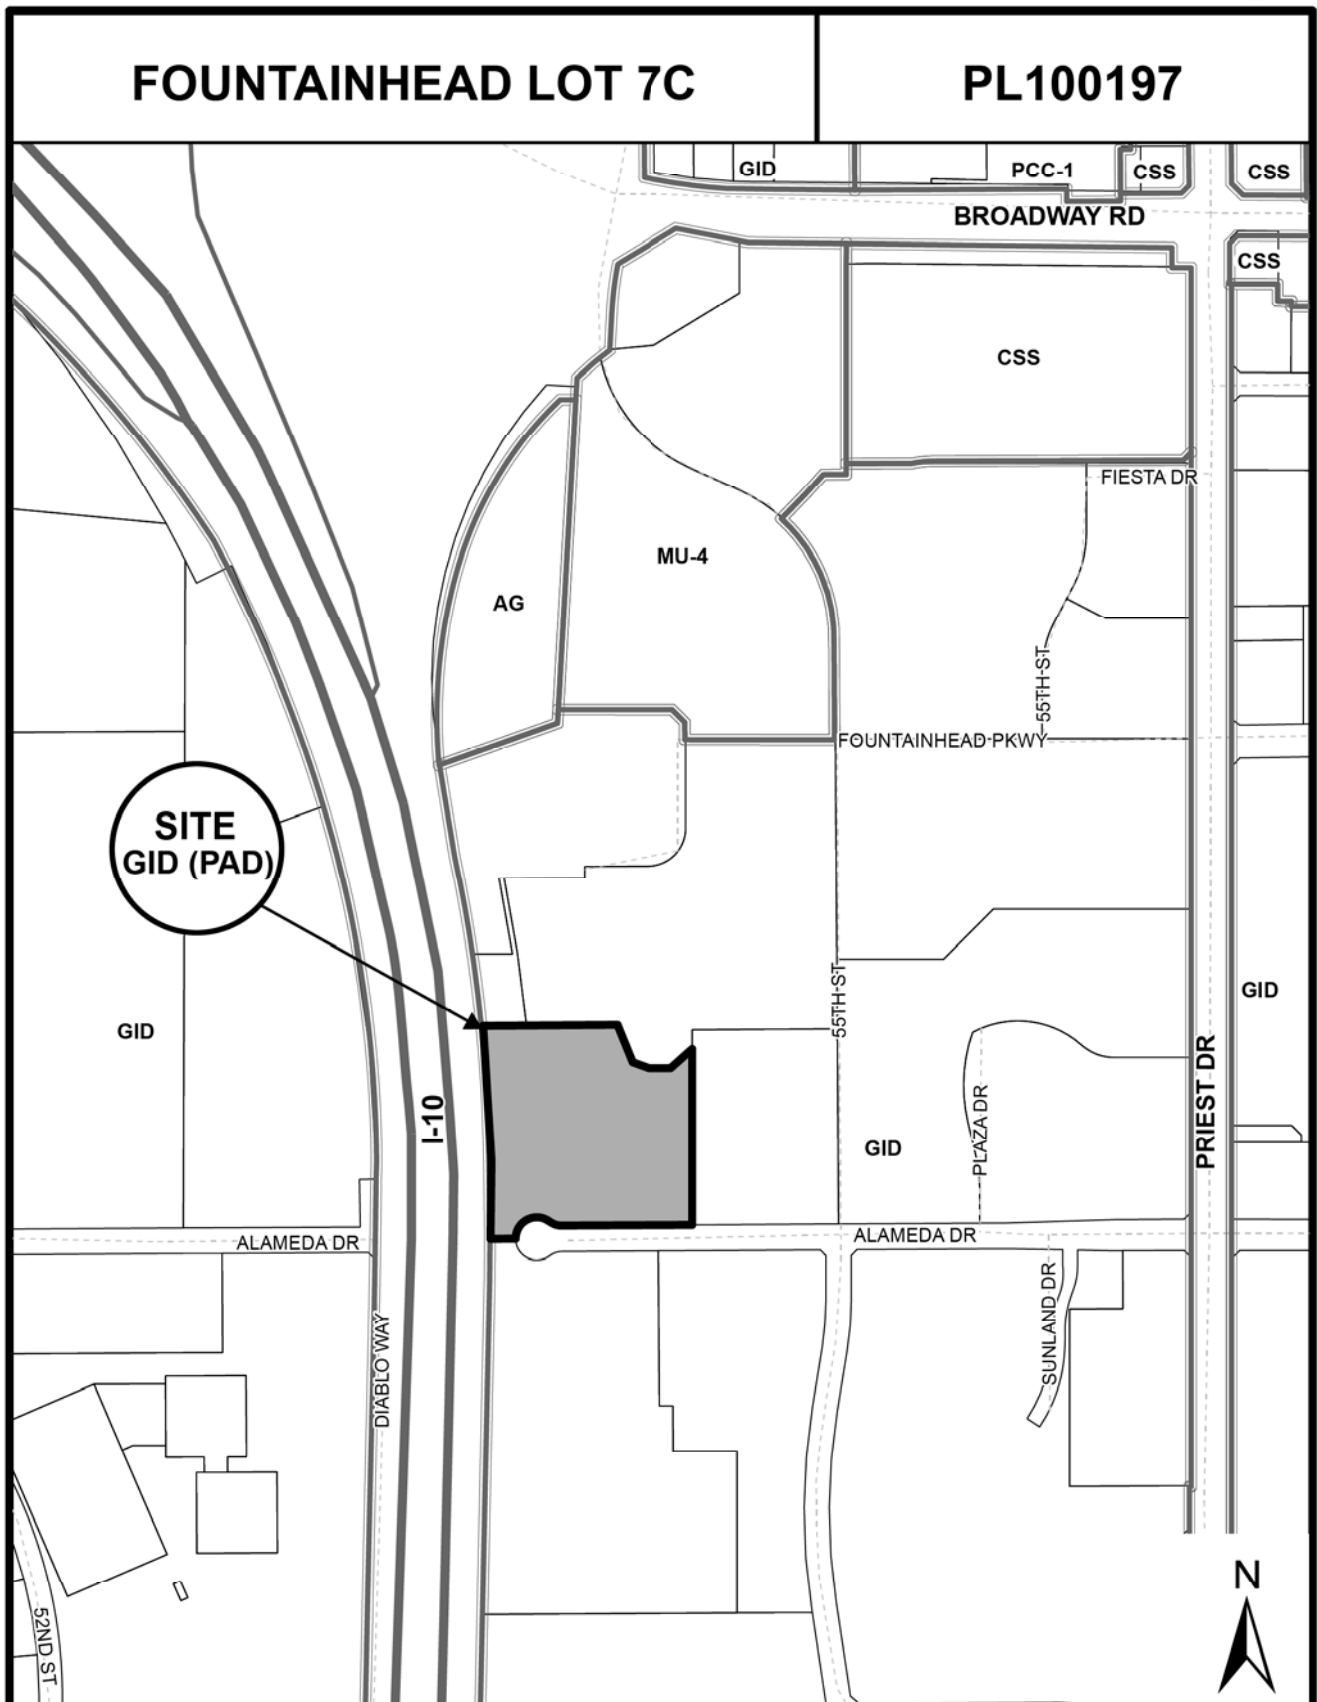 FOUNTAINHEAD LOT 7C
PL100197
GID
PCC-1
CSS
CSS
BROADWAY RD
CSS
CSS
FIESTA DR
MU-4
AG
55TH ST
FOUNTAINHEAD PKWY
SITE
GID (PAD)
55TH ST
GID
GID
I-10
PLAZA DR
PRIEST DR
GID
ALAMEDA DR
ALAMEDA DR
SUNLAND DR
DIABLO WAY
52ND ST
N